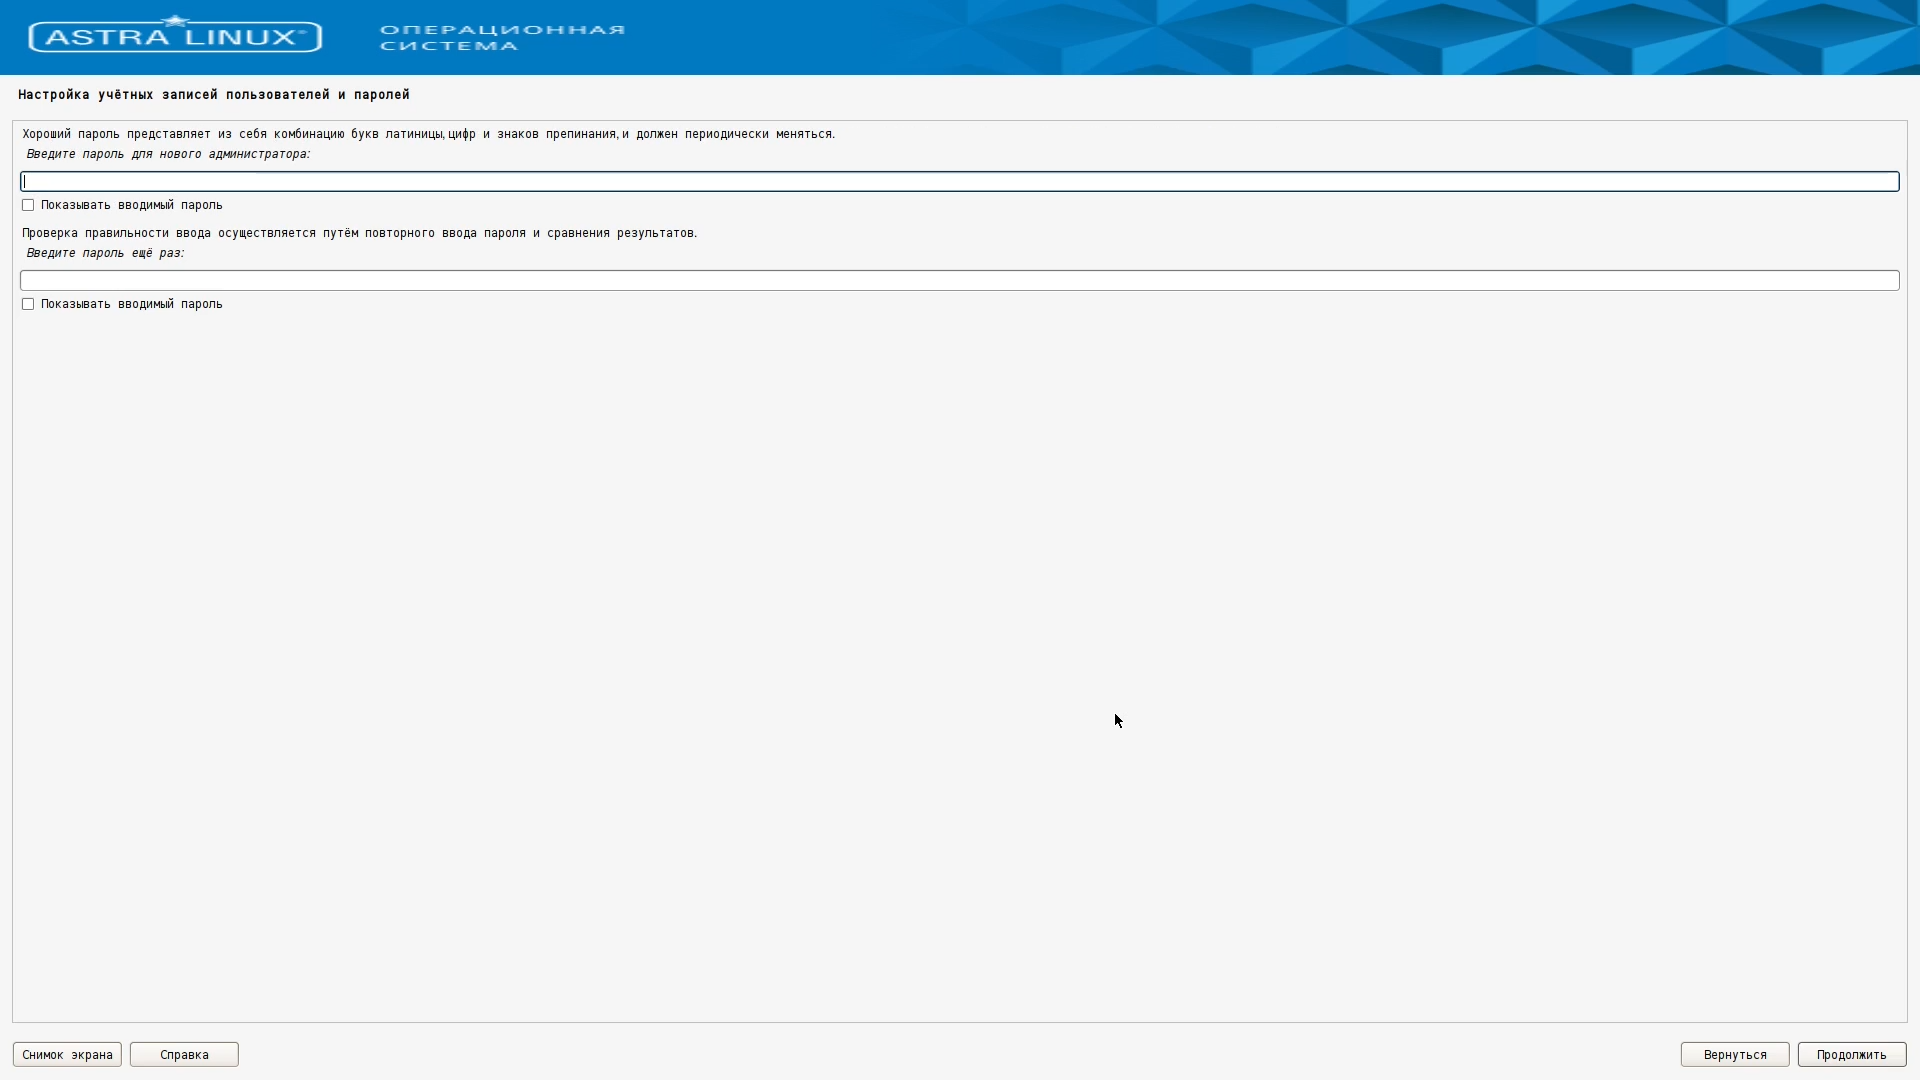 ASTRA LINUX®
ОПЕРАЦИОННАЯ
СИСТЕМА
Настройка учётных записей пользователей и паролей
Хороший пароль представляет из себя комбинацию букв латиницы, цифр и знаков препинания, и должен периодически меняться.
Введите пароль для нового администратора:
Показывать вводимый пароль
Проверка правильности ввода осуществляется путём повторного ввода пароля и сравнения результатов.
Введите пароль ещё раз:
Показывать вводимый пароль
Снимок экрана
Справка
Вернуться
Продолжить